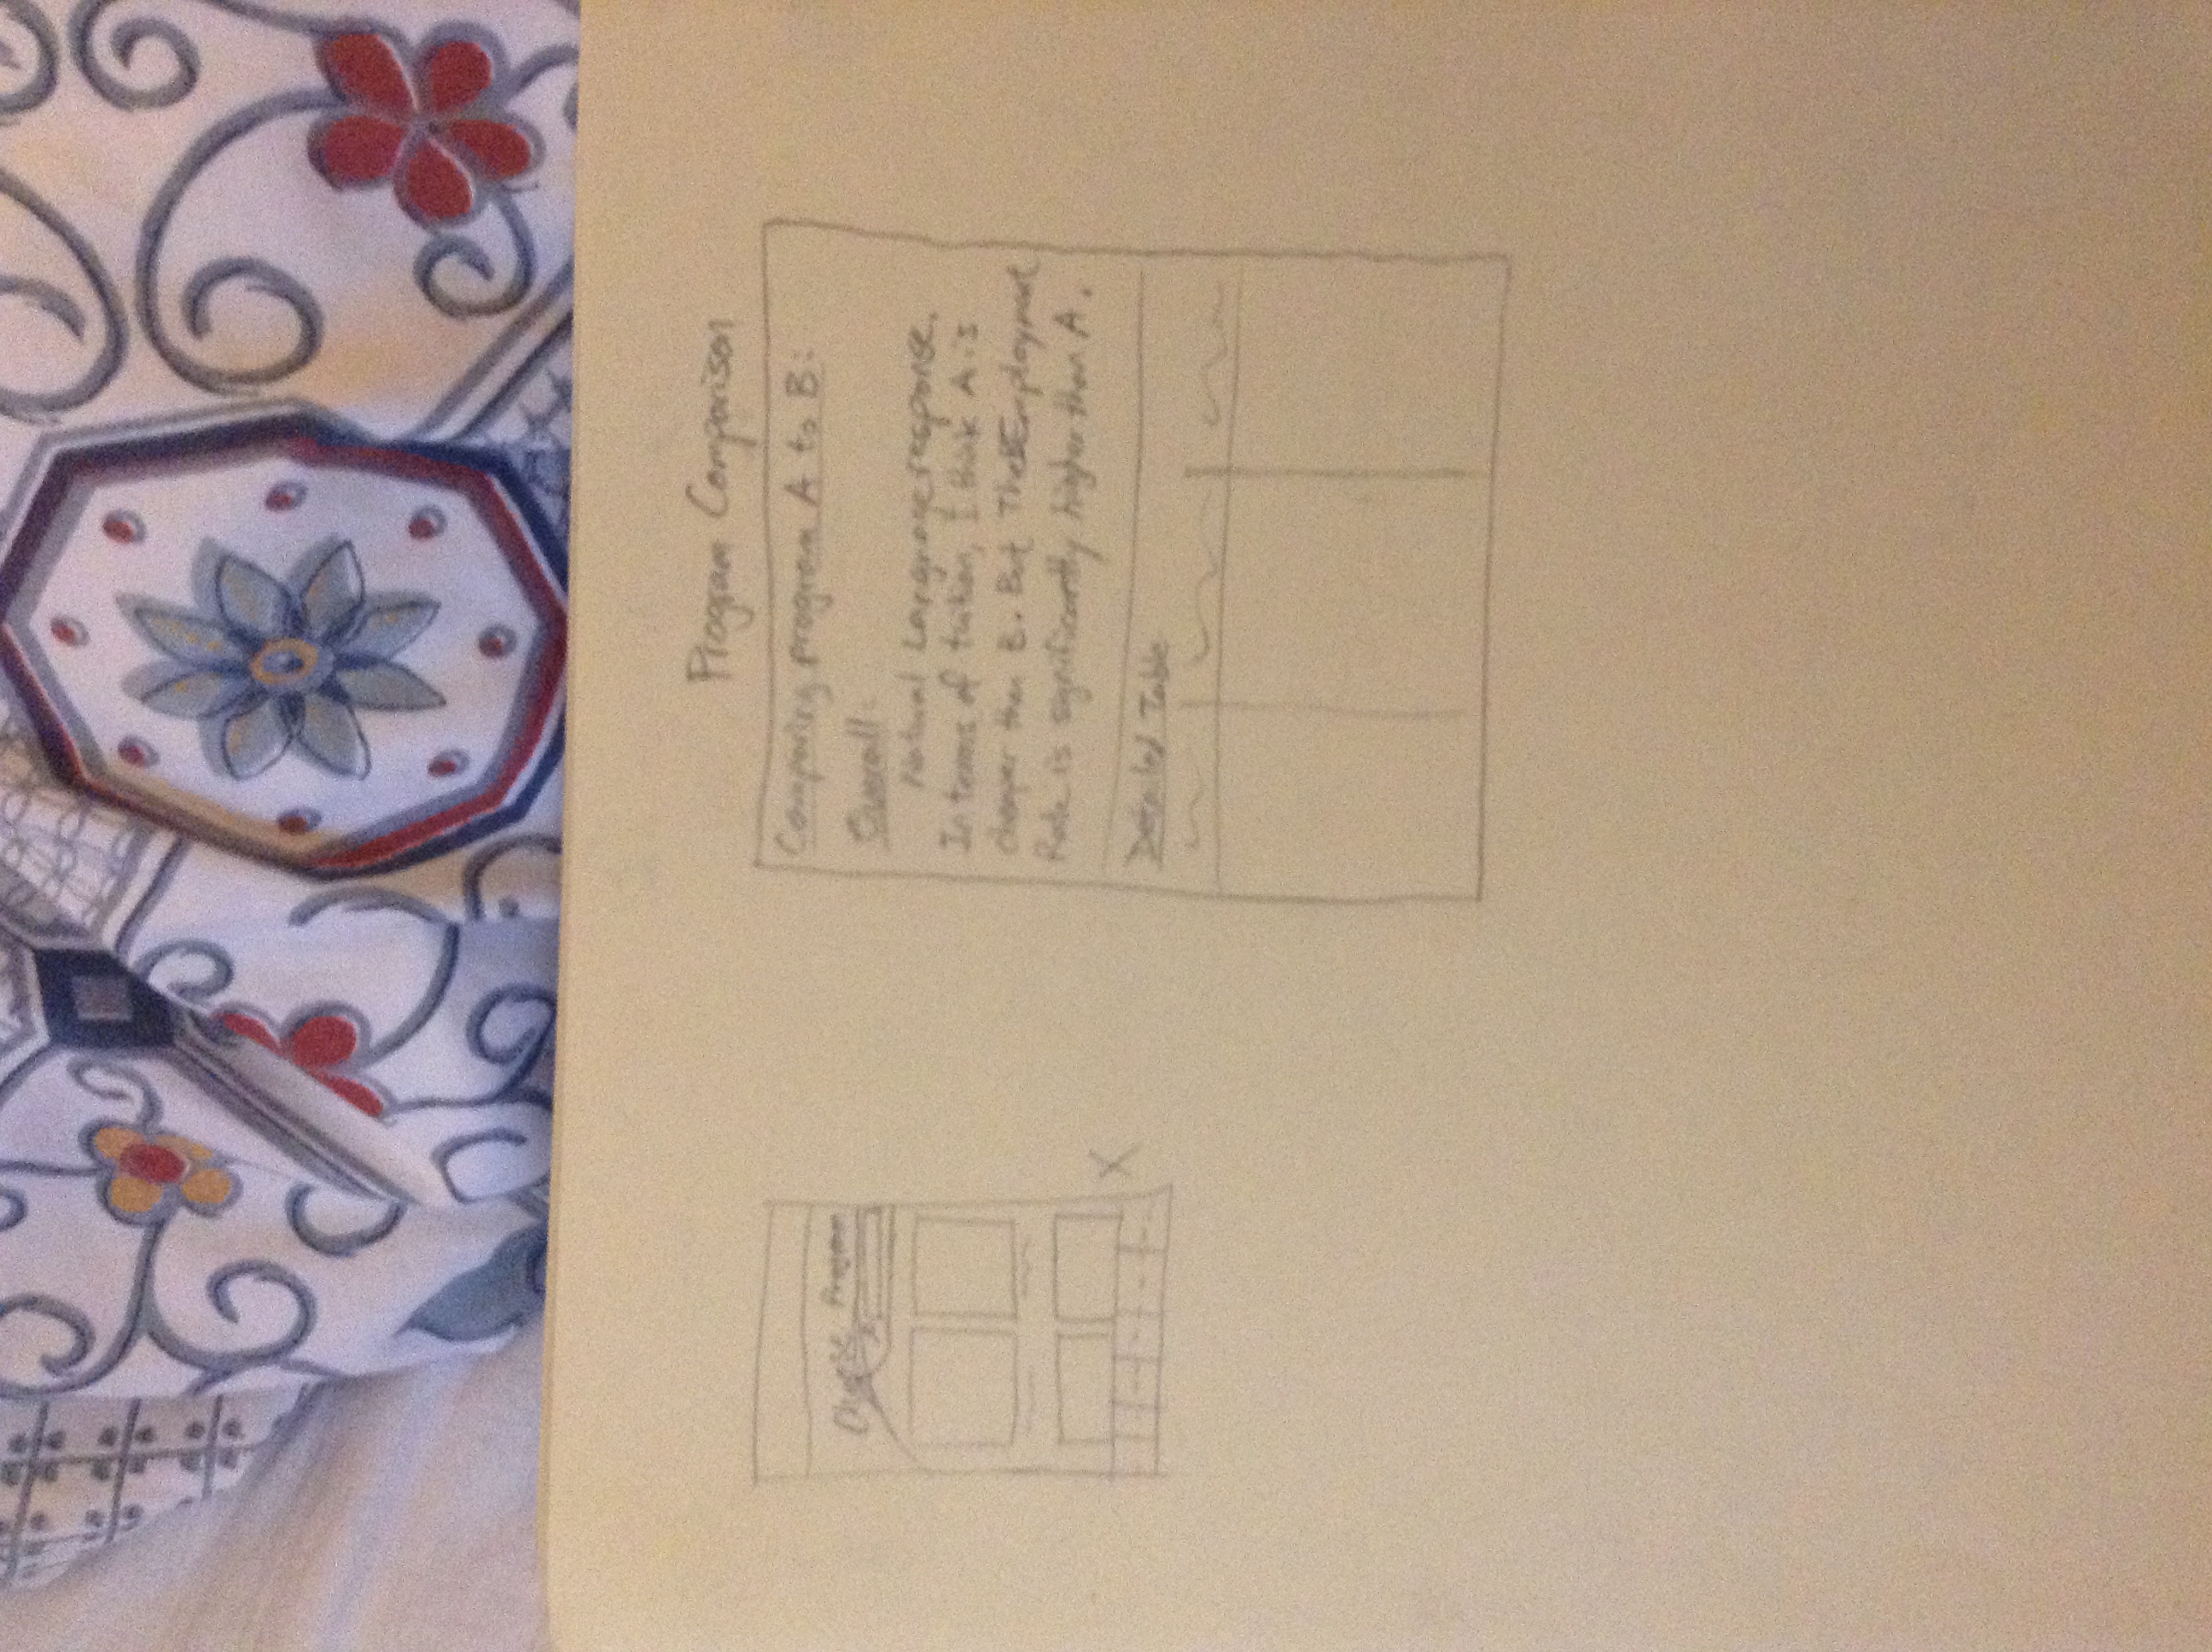 Program Comparison
Choose Program
Comparing program A to B:
Overall:
Natural Language response.
In terms of tuition, I think A is
cheaper than B. But The Employment
Rate is significantly higher than A.
Detailed Table
X